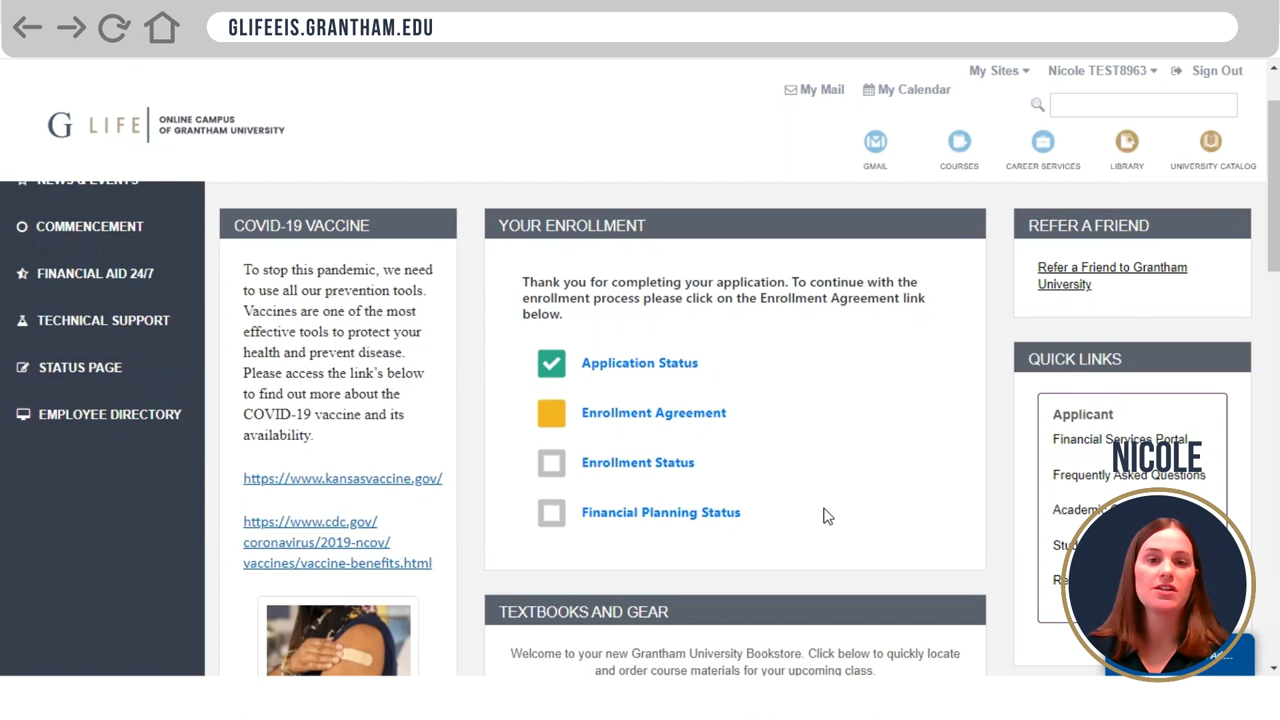 GLIFEEIS.GRANTHAM.EDU
My Sites
Nicole TEST8963
Sign Out
My Mail
My Calendar
G LIFE
ONLINE CAMPUS
OF GRANTHAM UNIVERSITY
GMAIL
COURSES
CAREER SERVICES
LIBRARY
UNIVERSITY CATALOG
NEWS & EVENTS
COMMENCEMENT
FINANCIAL AID 24/7
TECHNICAL SUPPORT
STATUS PAGE
EMPLOYEE DIRECTORY
COVID-19 VACCINE
To stop this pandemic, we need
to use all our prevention tools.
Vaccines are one of the most
effective tools to protect your
health and prevent disease.
Please access the link's below
to find out more about the
COVID-19 vaccine and its
availability.
https://www.kansasvaccine.gov/
https://www.cdc.gov/
coronavirus/2019-ncov/
vaccines/vaccine-benefits.html
YOUR ENROLLMENT
Thank you for completing your application. To continue with the
enrollment process please click on the Enrollment Agreement link
below.
Application Status
Enrollment Agreement
Enrollment Status
Financial Planning Status
TEXTBOOKS AND GEAR
Welcome to your new Grantham University Bookstore. Click below to quickly locate
and order course materials for your upcoming class.
REFER A FRIEND
Refer a Friend to Grantham
University
QUICK LINKS
Applicant
Financial Services Portal
Frequently Asked Questions
NICOLE